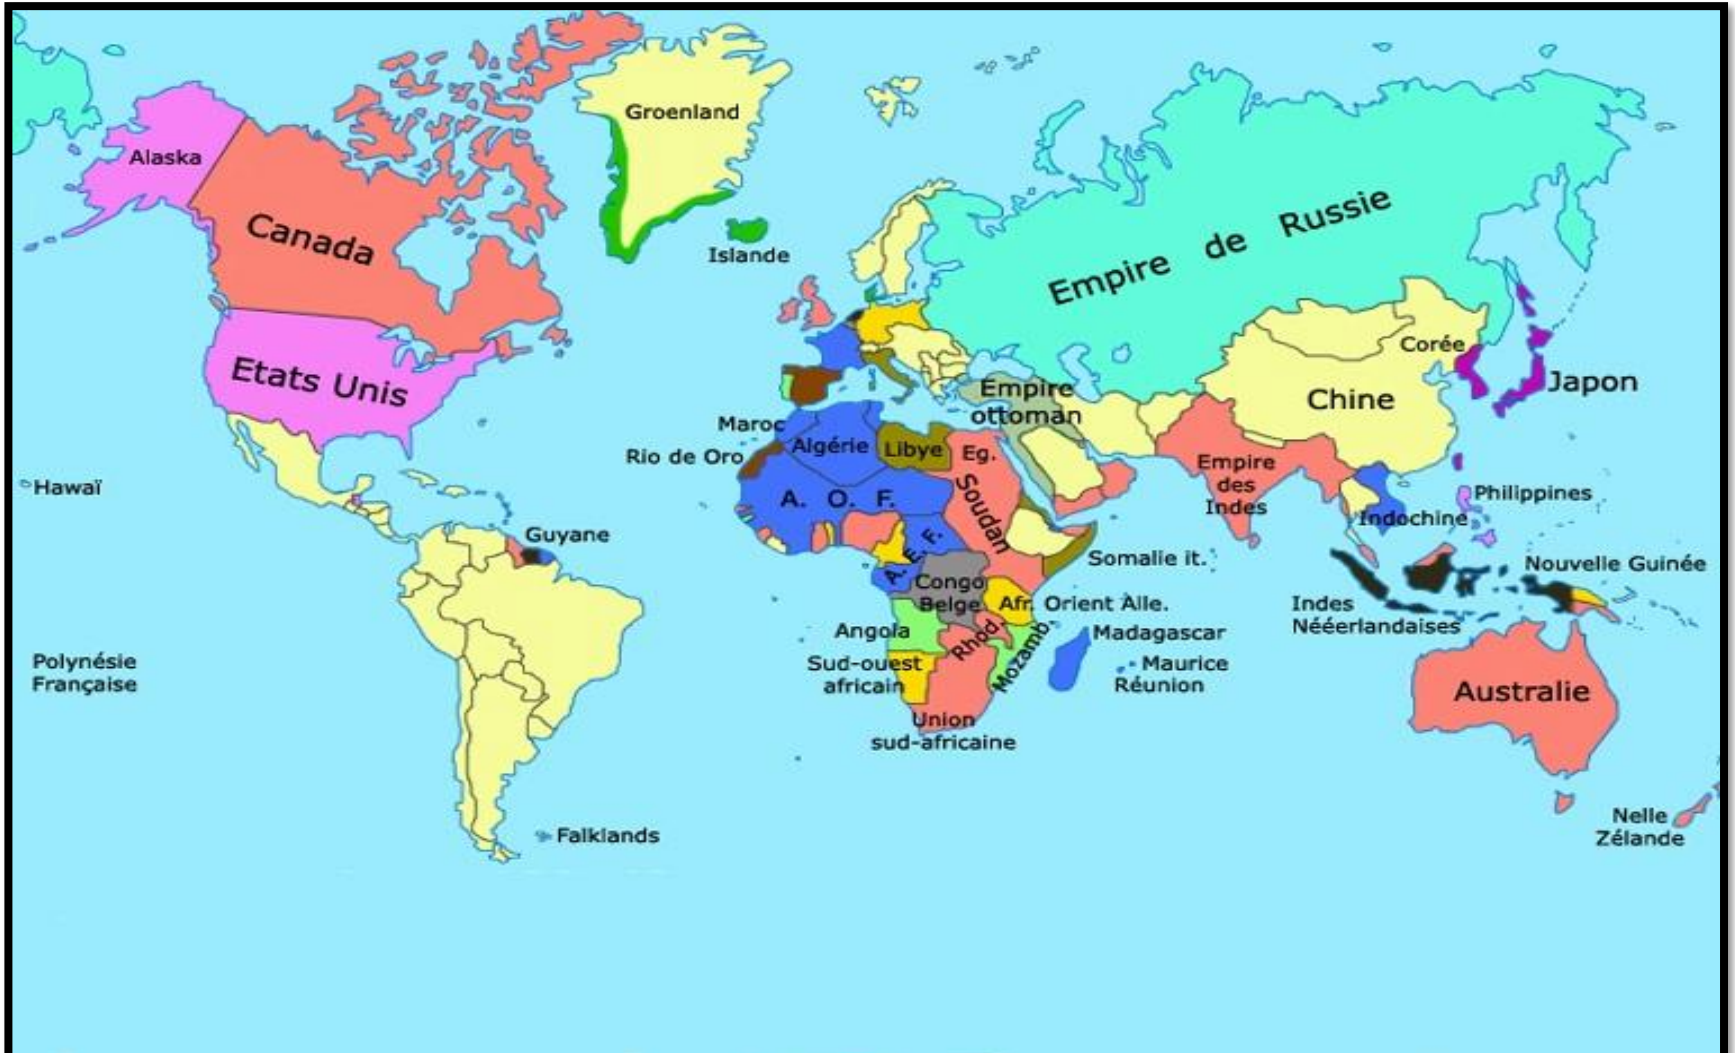 Groenland
Alaska
Canada
Islande
Empire de Russie
Etats Unis
Corée
Japon
Chine
Empire
ottoman
Maroc
Algérie
Libye
Eg.
Rio de Oro
Empire
des
Indes
Hawaï
A. O. F.
Soudan
Philippines
Indochine
Guyane
A. E. F.
Somalie it.
Nouvelle Guinée
Congo
Belge
Afr. Orient Alle.
Indes
Nééerlandaises
Angola
Rhod.
Mozamb.
Madagascar
Polynésie
Française
Sud-ouest
africain
Maurice
Réunion
Australie
Union
sud-africaine
Nelle
Zélande
Falklands